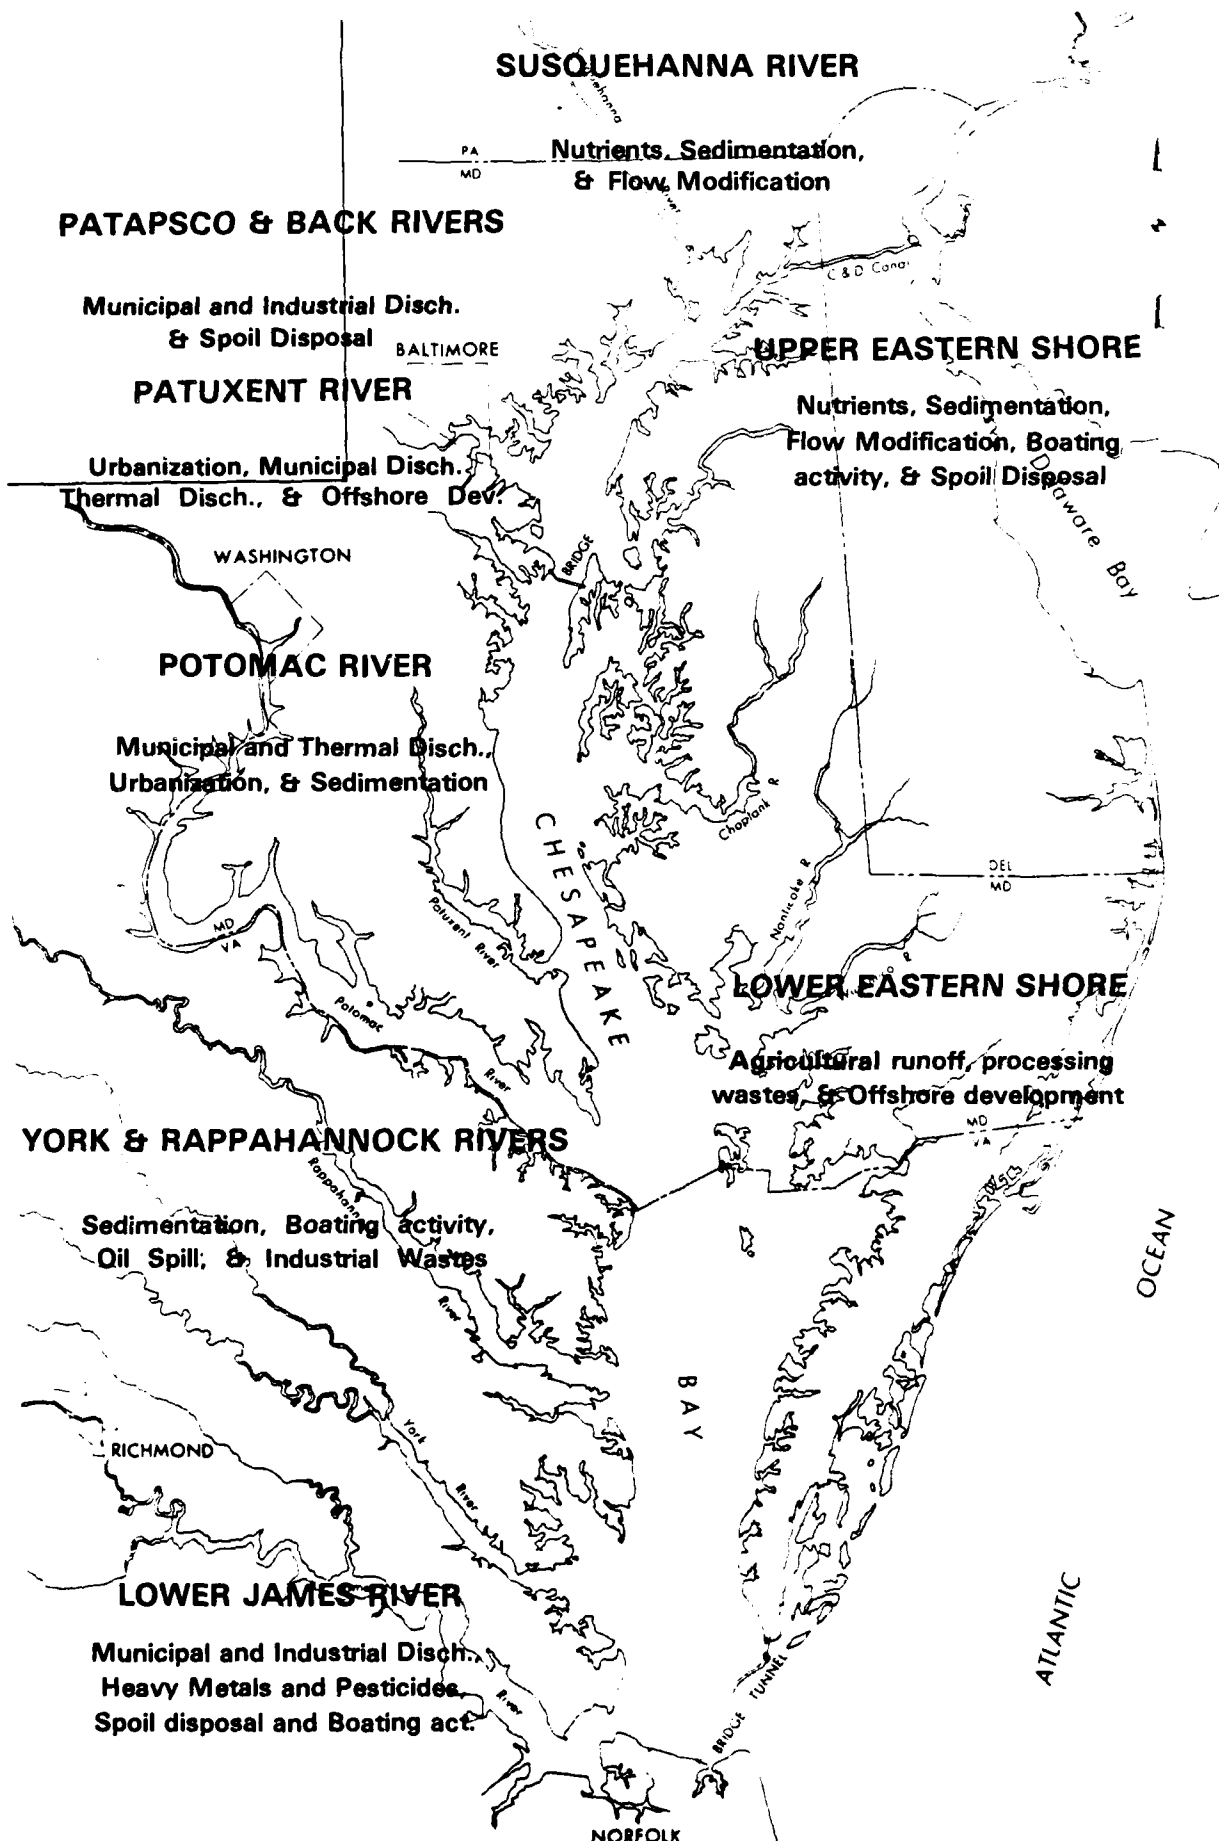 SUSQUEHANNA RIVER
Nutrients, Sedimentation,
& Flow Modification
PA
MD
River
PATAPSCO & BACK RIVERS
Municipal and Industrial Disch.
& Spoil Disposal
BALTIMORE
C & D Canal
UPPER EASTERN SHORE
Nutrients, Sedimentation,
Flow Modification, Boating
activity, & Spoil Disposal
PATUXENT RIVER
Urbanization, Municipal Disch.,
Thermal Disch., & Offshore Dev.
Delaware Bay
WASHINGTON
BRIDGE
POTOMAC RIVER
Municipal and Thermal Disch.,
Urbanization, & Sedimentation
CHESAPEAKE
Choptank R
Nanticoke R
DEL
MD
MD
VA
Patuxent River
R
LOWER EASTERN SHORE
Agricultural runoff, processing
wastes, & Offshore development
Potomac
River
MD
VA
YORK & RAPPAHANNOCK RIVERS
Rappahannock
Sedimentation, Boating activity,
Oil Spill; & Industrial Wastes
River
OCEAN
BAY
RICHMOND
York
River
LOWER JAMES RIVER
Municipal and Industrial Disch.,
Heavy Metals and Pesticides,
Spoil disposal and Boating act.
River
ATLANTIC
BRIDGE TUNNEL
NORFOLK